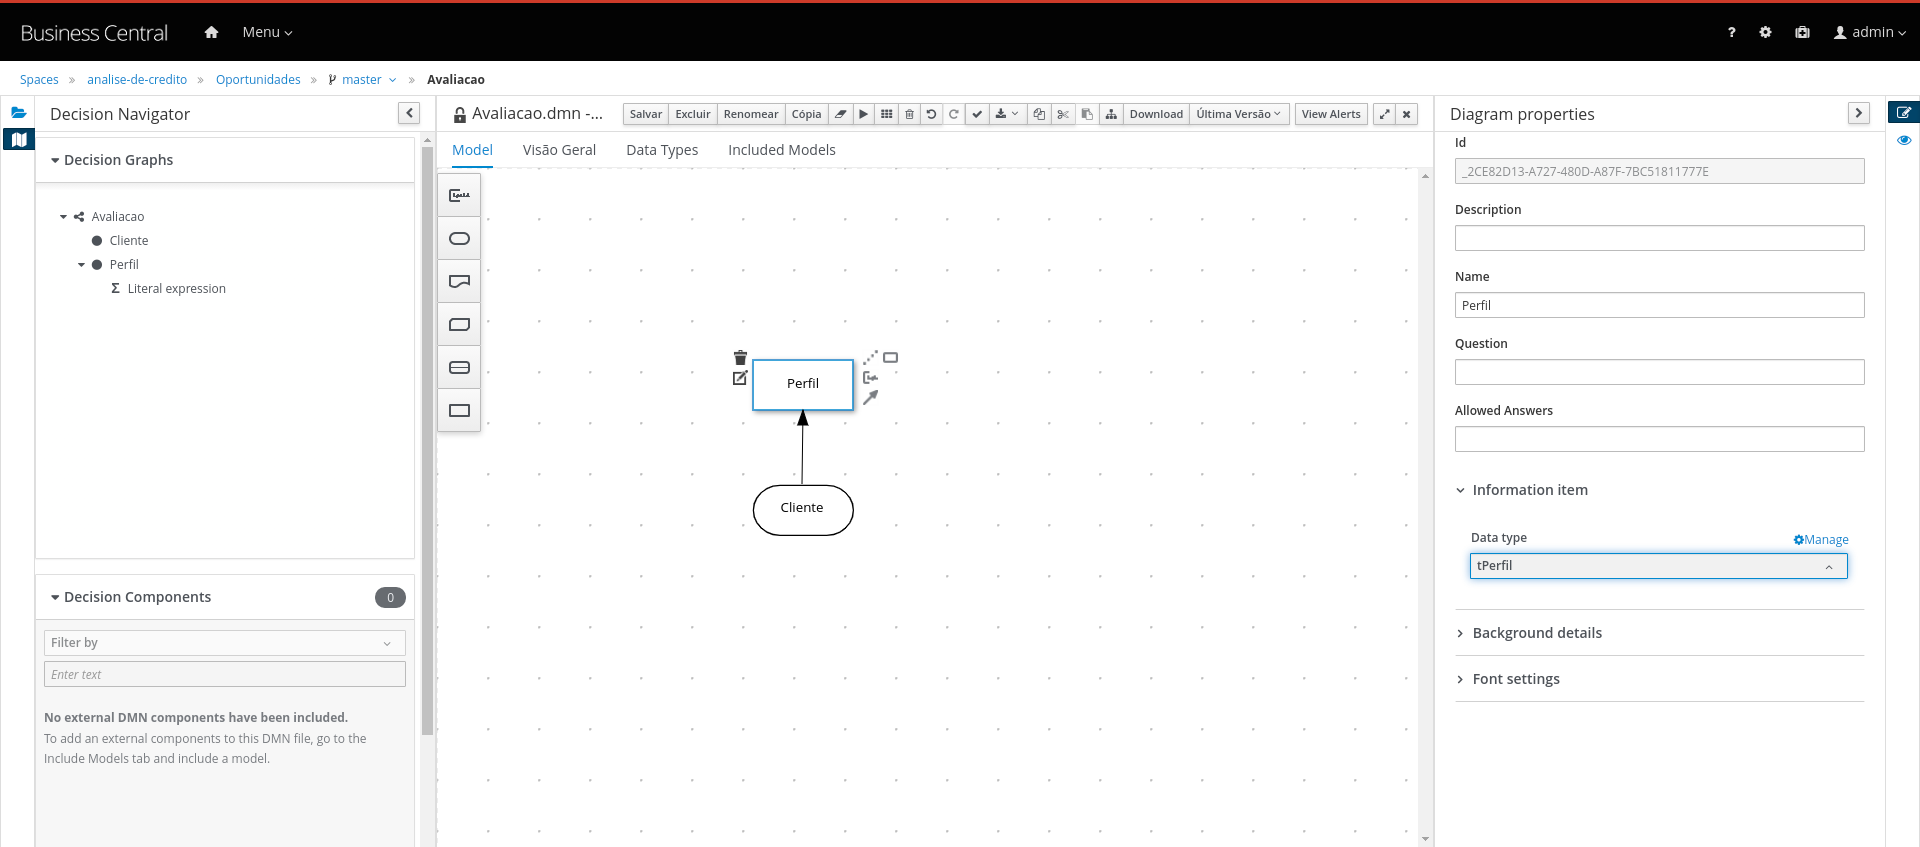 Business Central
Menu
?
admin
Spaces » analise-de-credito » Oportunidades » master » Avaliacao
Decision Navigator
Decision Graphs
Avaliacao
Cliente
Perfil
Σ Literal expression
Decision Components
0
Filter by
Enter text
No external DMN components have been included.
To add an external components to this DMN file, go to the
Include Models tab and include a model.
Avaliacao.dmn -...
Salvar
Excluir
Renomear
Cópia
Download
Última Versão
View Alerts
Model
Visão Geral
Data Types
Included Models
Perfil
Cliente
Diagram properties
Id
_2CE82D13-A727-480D-A87F-7BC51811777E
Description
Name
Perfil
Question
Allowed Answers
Information item
Data type
Manage
tPerfil
Background details
Font settings